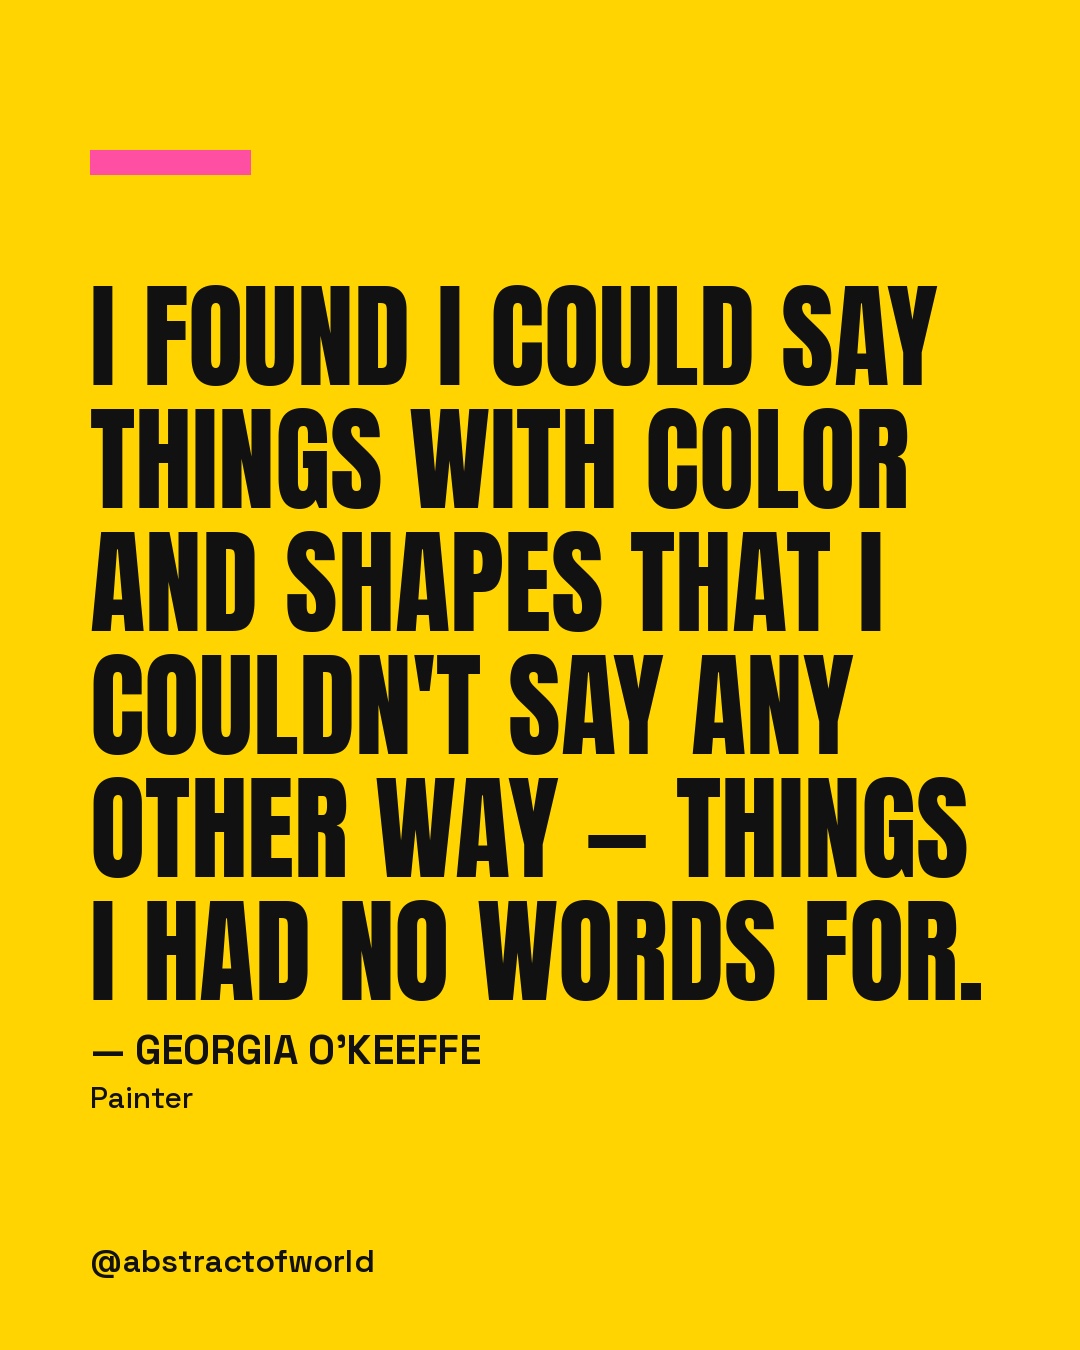 I FOUND I COULD SAY
THINGS WITH COLOR
AND SHAPES THAT I
COULDN'T SAY ANY
OTHER WAY — THINGS
I HAD NO WORDS FOR.
— GEORGIA O’KEEFFE
Painter
@abstractofworld